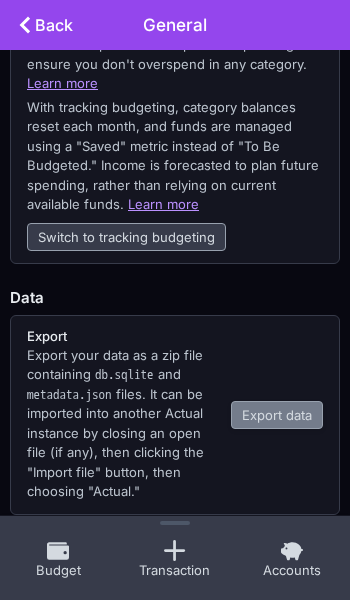 Back
General
ensure you don't overspend in any category.
Learn more
With tracking budgeting, category balances
reset each month, and funds are managed
using a "Saved" metric instead of "To Be
Budgeted." Income is forecasted to plan future
spending, rather than relying on current
available funds. Learn more
Switch to tracking budgeting
Data
Export
Export your data as a zip file
containing db.sqlite and
metadata.json files. It can be
imported into another Actual
instance by closing an open
file (if any), then clicking the
"Import file" button, then
choosing "Actual."
Export data
Budget
Transaction
Accounts